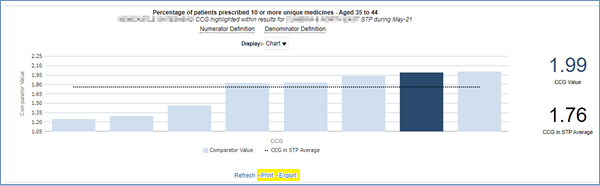 Percentage of patients prescribed 10 or more unique medicines - Aged 35 to 44
CCG highlighted within results for STP during May-21
Numerator Definition Denominator Definition
Display:- Chart
2.25
2.10
1.95
1.80
1.65
1.50
1.35
1.20
1.05
Comparator Value
CCG
Comparator Value CCG in STP Average
1.99
CCG Value
1.76
CCG in STP Average
Refresh - Print - Export